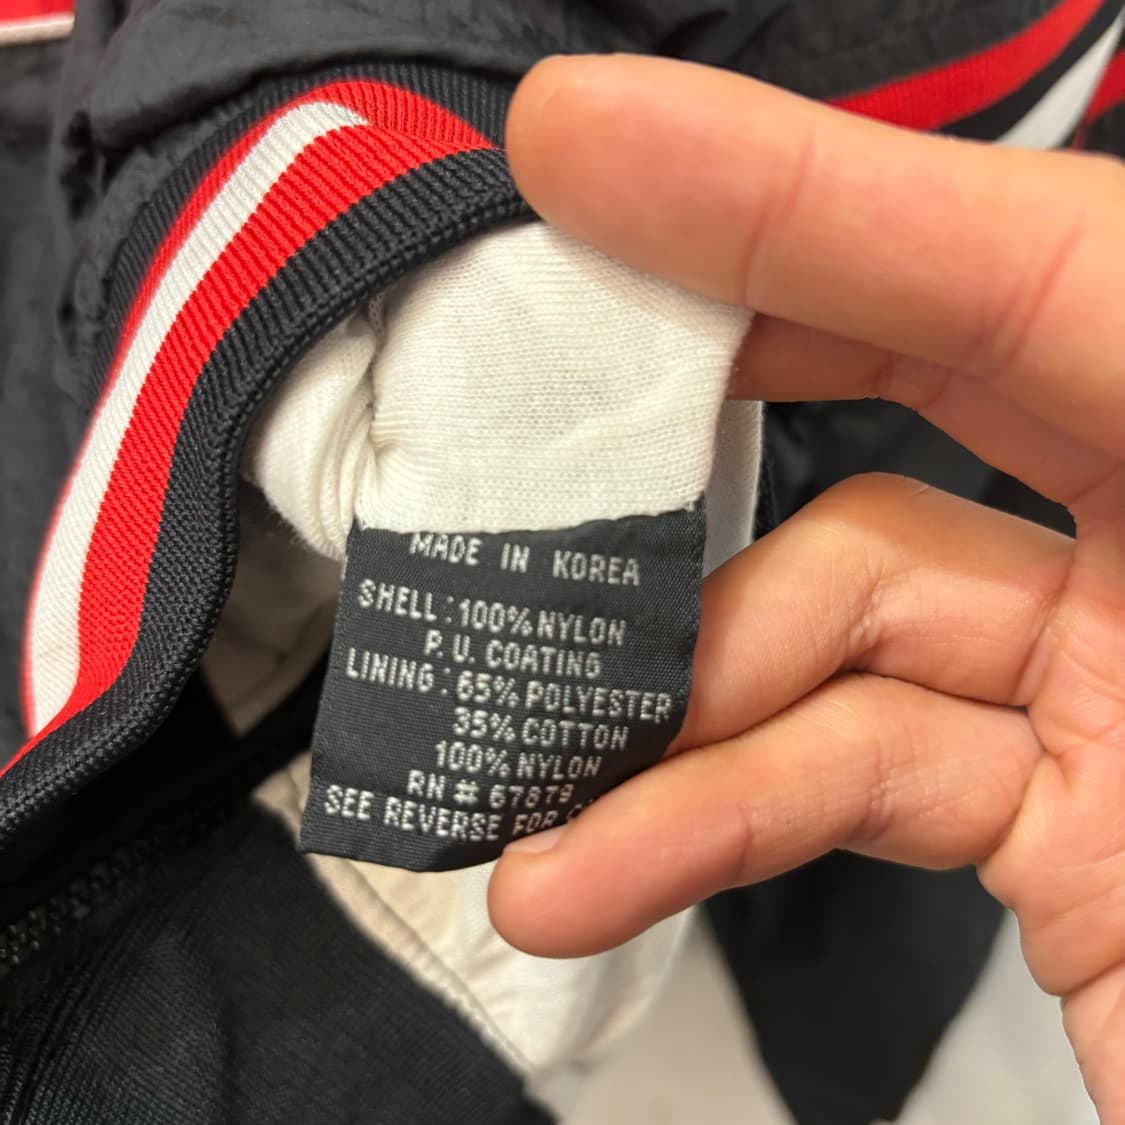 MADE IN KOREA
SHELL:100%NYLON
P.U. COATING
LINING:65%POLYESTER
35%COTTON
100%NYLON
RN # 67879
SEE REVERSE FOR